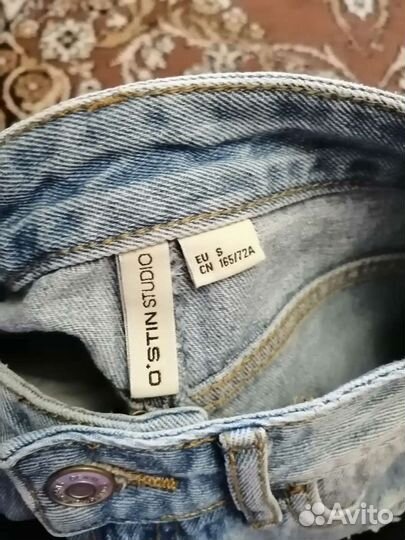 O'STIN STUDIO
EU S
CN 165/72A
Avito